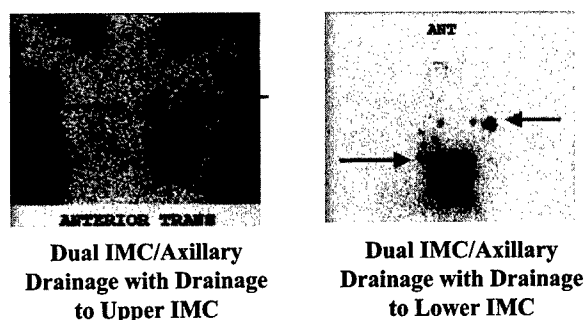 ANT
ANTERIOR TRANS
Dual IMC/Axillary
Drainage with Drainage
to Upper IMC
Dual IMC/Axillary
Drainage with Drainage
to Lower IMC